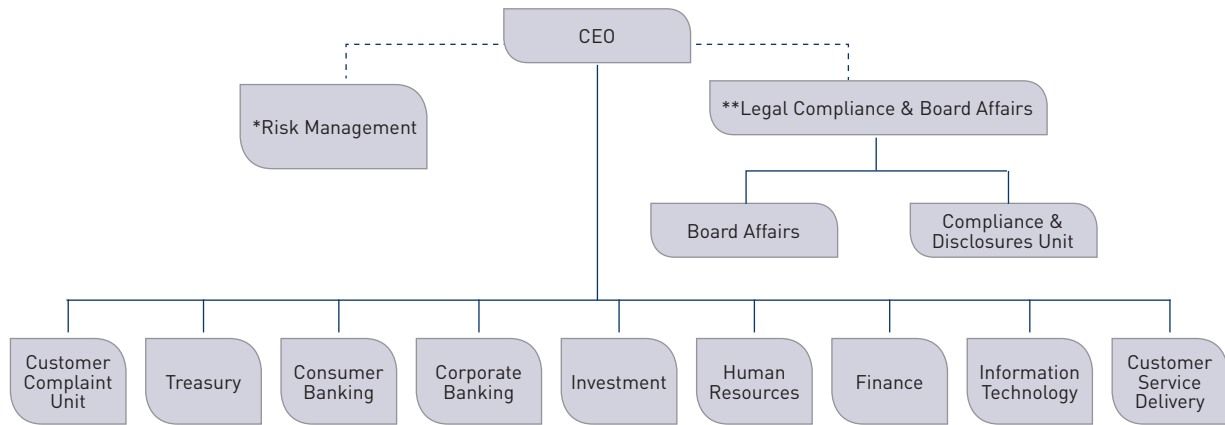 CEO
*Risk Management
**Legal Compliance & Board Affairs
Board Affairs
Compliance &
Disclosures Unit
Customer
Complaint
Unit
Treasury
Consumer
Banking
Corporate
Banking
Investment
Human
Resources
Finance
Information
Technology
Customer
Service
Delivery